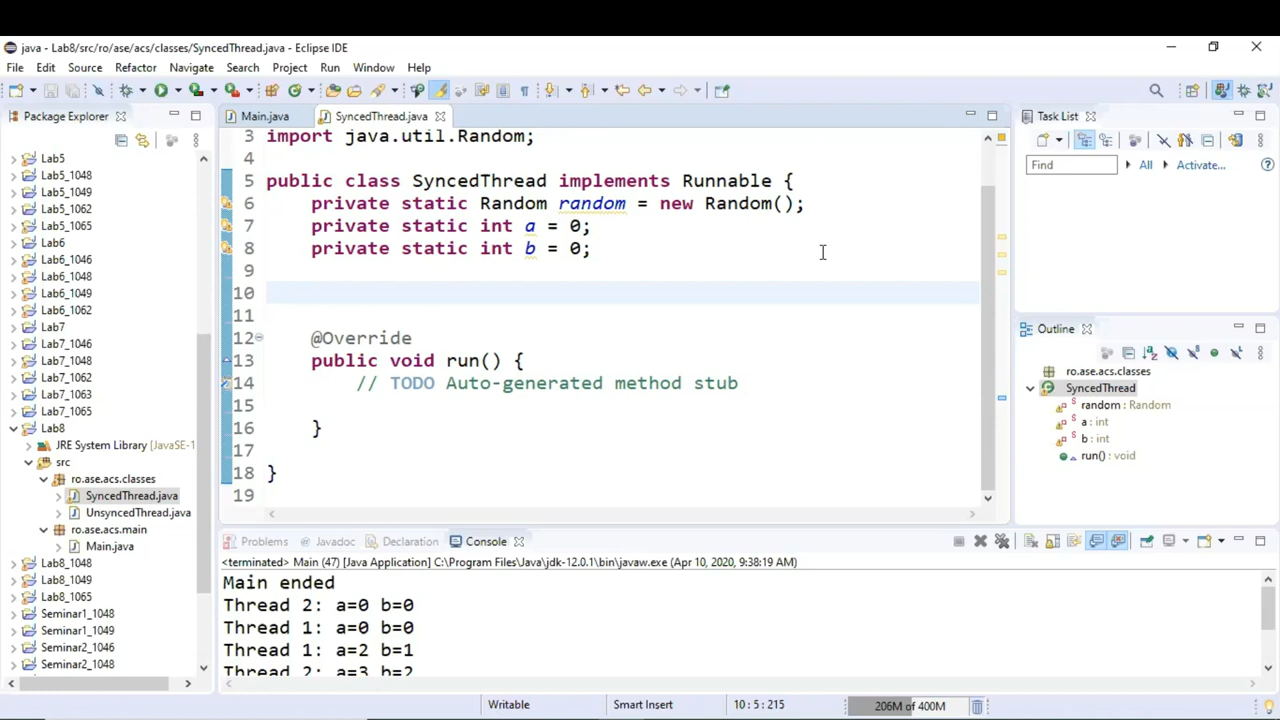 java - Lab8/src/ro/ase/acs/classes/SyncedThread.java - Eclipse IDE
File Edit Source Refactor Navigate Search Project Run Window Help
Package Explorer
Lab5
Lab5_1048
Lab5_1049
Lab5_1062
Lab5_1065
Lab6
Lab6_1046
Lab6_1048
Lab6_1049
Lab6_1062
Lab7
Lab7_1046
Lab7_1048
Lab7_1062
Lab7_1063
Lab7_1065
Lab8
JRE System Library [JavaSE-1
src
ro.ase.acs.classes
SyncedThread.java
UnsyncedThread.java
ro.ase.acs.main
Main.java
Lab8_1048
Lab8_1049
Lab8_1065
Seminar1_1048
Seminar1_1049
Seminar2_1046
Seminar2_1048
Main.java SyncedThread.java
3 import java.util.Random;
4
5 public class SyncedThread implements Runnable {
6 private static Random random = new Random();
7 private static int a = 0;
8 private static int b = 0;
9
10
11
12 @Override
13 public void run() {
14 // TODO Auto-generated method stub
15
16 }
17
18 }
19
Task List
Find All Activate...
Outline
ro.ase.acs.classes
SyncedThread
random : Random
a : int
b : int
run() : void
Problems Javadoc Declaration Console
<terminated> Main (47) [Java Application] C:\Program Files\Java\jdk-12.0.1\bin\javaw.exe (Apr 10, 2020, 9:38:19 AM)
Main ended
Thread 2: a=0 b=0
Thread 1: a=0 b=0
Thread 1: a=2 b=1
Thread 2: a=3 b=2
Writable Smart Insert 10 : 5 : 215 206M of 400M